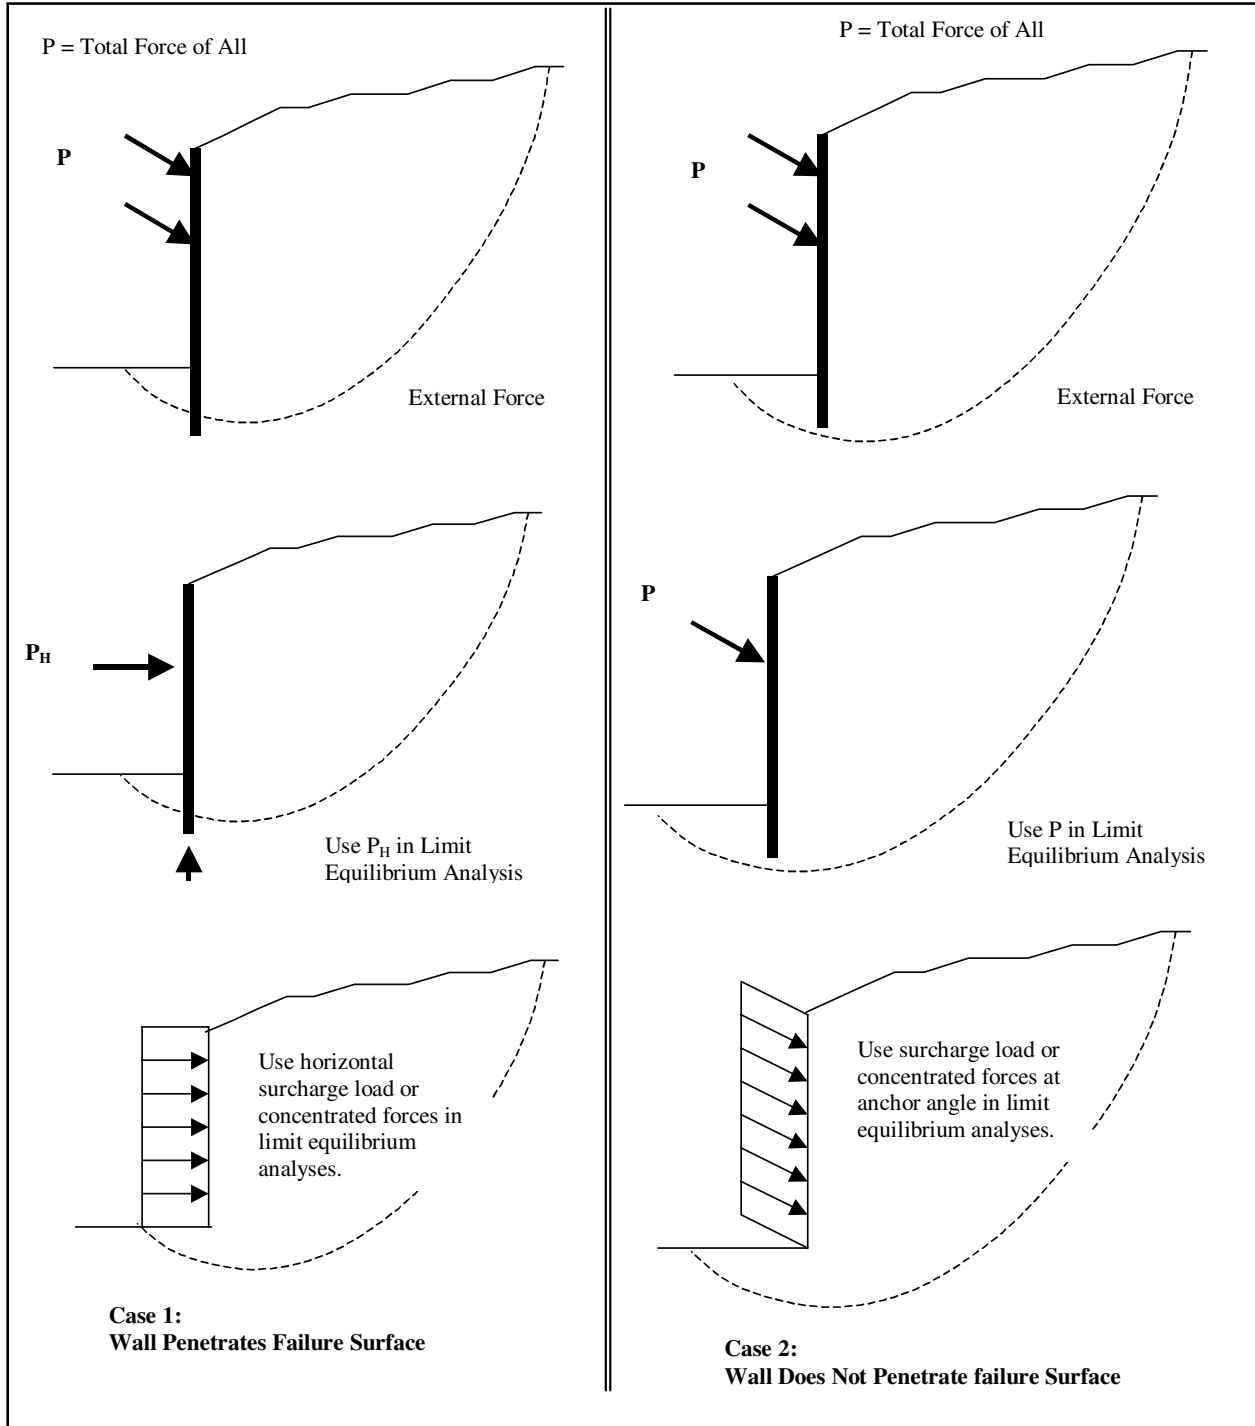 P = Total Force of All
P
External Force
P_H
Use P_H in Limit
Equilibrium Analysis
Use horizontal
surcharge load or
concentrated forces in
limit equilibrium
analyses.
Case 1:
Wall Penetrates Failure Surface
P = Total Force of All
P
External Force
P
Use P in Limit
Equilibrium Analysis
Use surcharge load or
concentrated forces at
anchor angle in limit
equilibrium analyses.
Case 2:
Wall Does Not Penetrate failure Surface